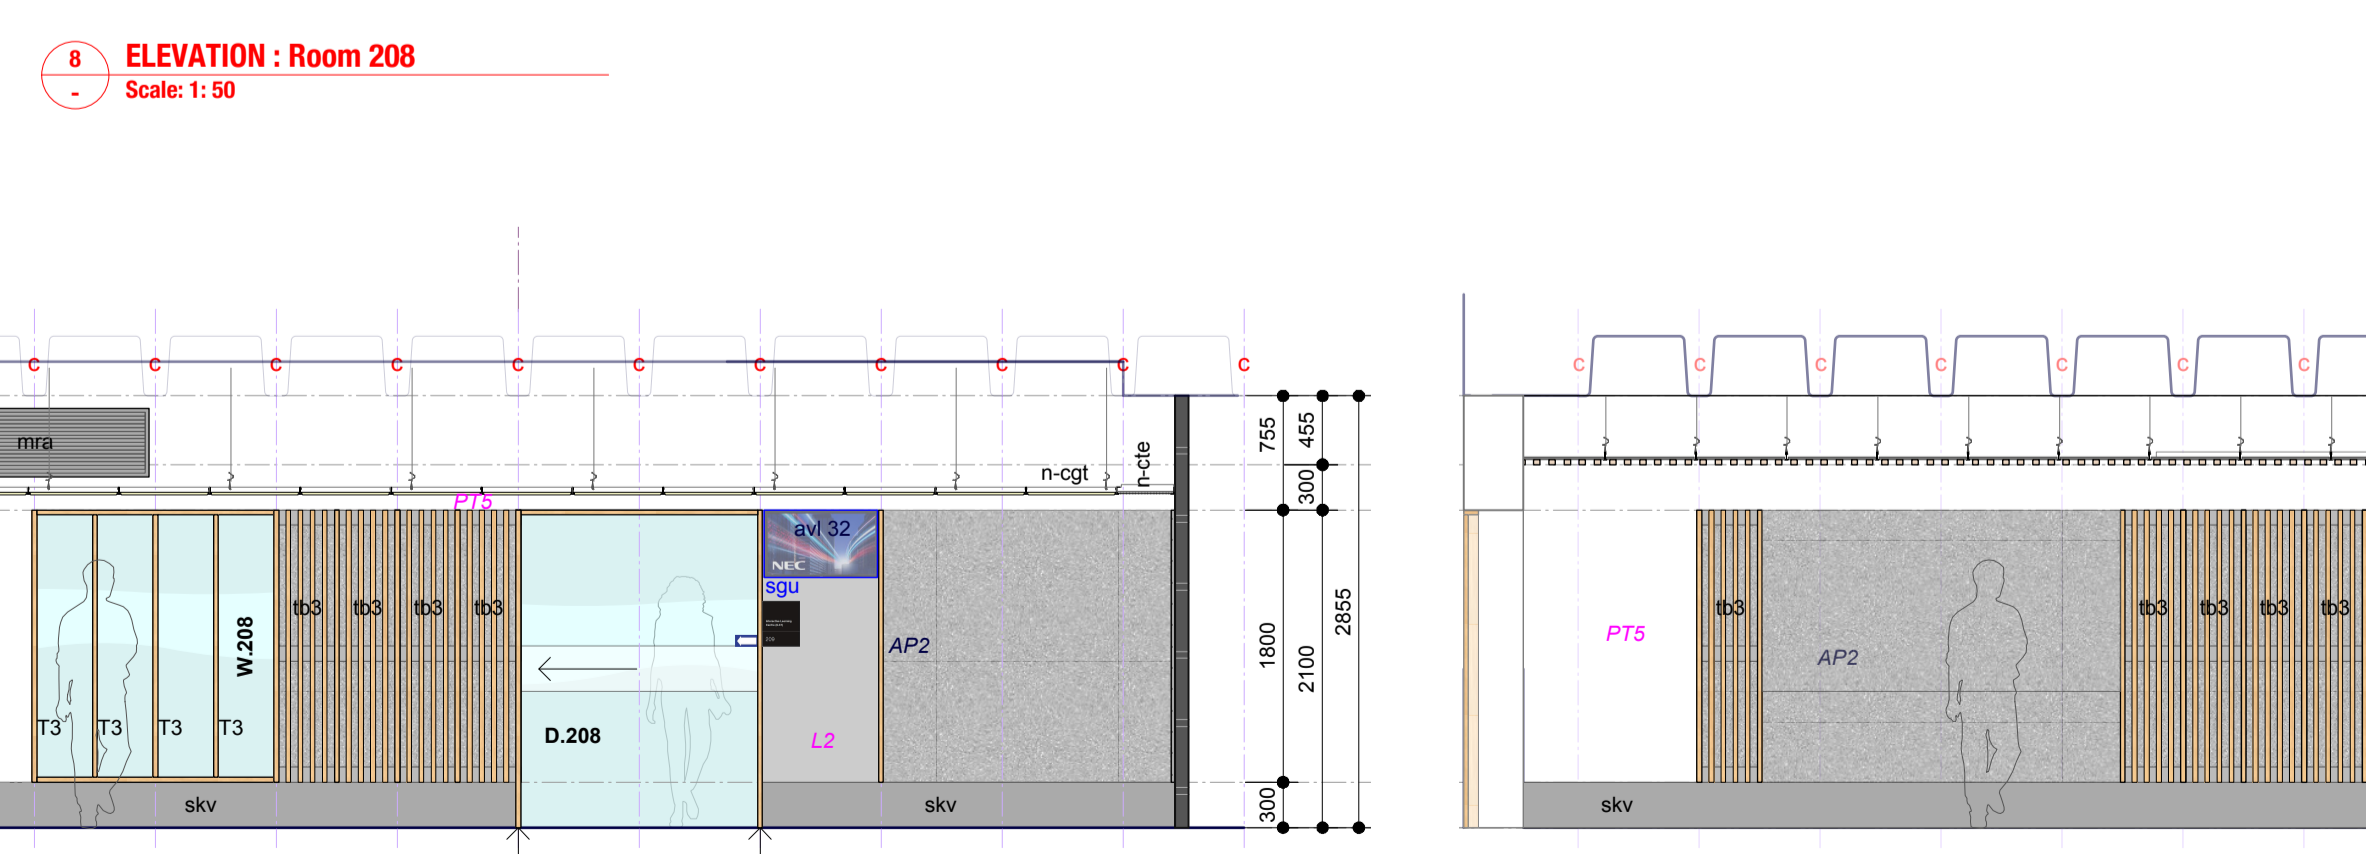 8
ELEVATION : Room 208
-
Scale: 1: 50
C C C C C C C C C C C
C C C C C C C
mra
n-cgt
n-cte
755
455
300
PT5
avl 32
NEC
sgu
209
W.208
tb3 tb3 tb3 tb3
T3 T3 T3 T3
D.208
L2
AP2
1800
2100
2855
300
skv
skv
PT5
tb3
AP2
tb3 tb3 tb3 tb3
skv